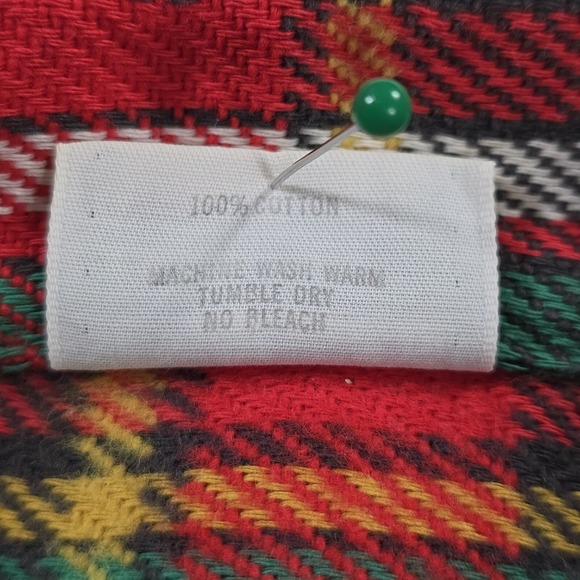 100% COTTON
MACHINE WASH WARM
TUMBLE DRY
NO BLEACH